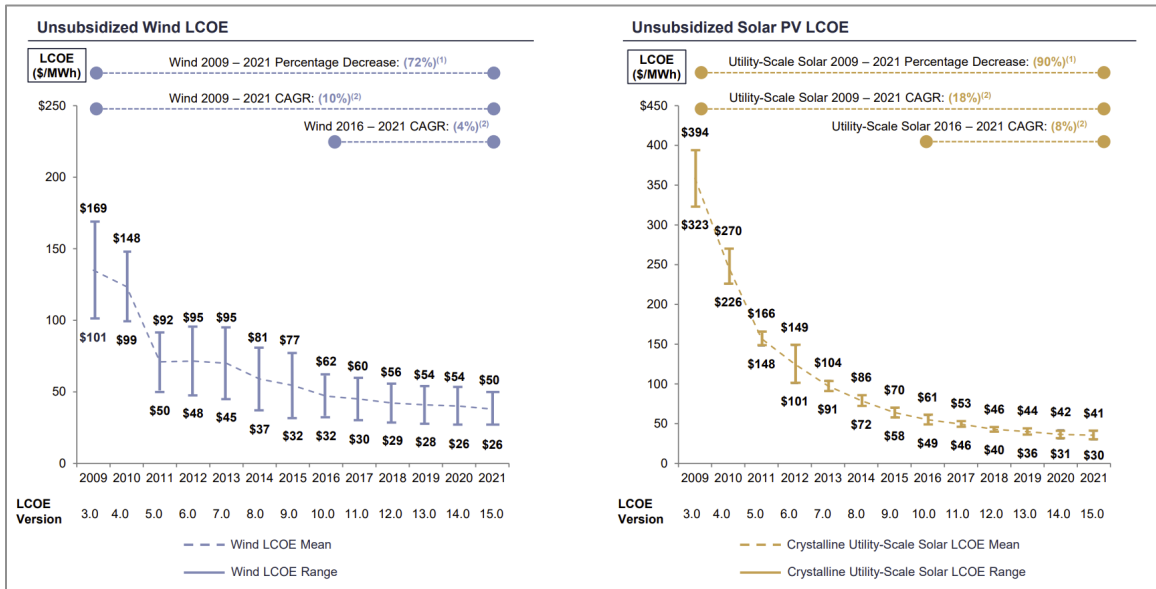 Unsubsidized Wind LCOE
LCOE
($/MWh)
Wind 2009 – 2021 Percentage Decrease: (72%)(1)
Wind 2009 – 2021 CAGR: (10%)(2)
Wind 2016 – 2021 CAGR: (4%)(2)
$250
200
150
100
50
0
$169
$148
$92 $95 $95
$81 $77
$62 $60 $56 $54 $54 $50
$101 $99
$50 $48 $45
$37 $32 $32 $30 $29 $28 $26 $26
2009 2010 2011 2012 2013 2014 2015 2016 2017 2018 2019 2020 2021
LCOE
Version
3.0 4.0 5.0 6.0 7.0 8.0 9.0 10.0 11.0 12.0 13.0 14.0 15.0
Wind LCOE Mean
Wind LCOE Range
Unsubsidized Solar PV LCOE
LCOE
($/MWh)
Utility-Scale Solar 2009 – 2021 Percentage Decrease: (90%)(1)
Utility-Scale Solar 2009 – 2021 CAGR: (18%)(2)
Utility-Scale Solar 2016 – 2021 CAGR: (8%)(2)
$450
400
350
300
250
200
150
100
50
0
$394
$323
$270
$226
$166 $149
$148
$104
$101
$86
$91
$70 $61 $53 $46 $44 $42 $41
$72
$58 $49 $46 $40 $36 $31 $30
2009 2010 2011 2012 2013 2014 2015 2016 2017 2018 2019 2020 2021
LCOE
Version
3.0 4.0 5.0 6.0 7.0 8.0 9.0 10.0 11.0 12.0 13.0 14.0 15.0
Crystalline Utility-Scale Solar LCOE Mean
Crystalline Utility-Scale Solar LCOE Range